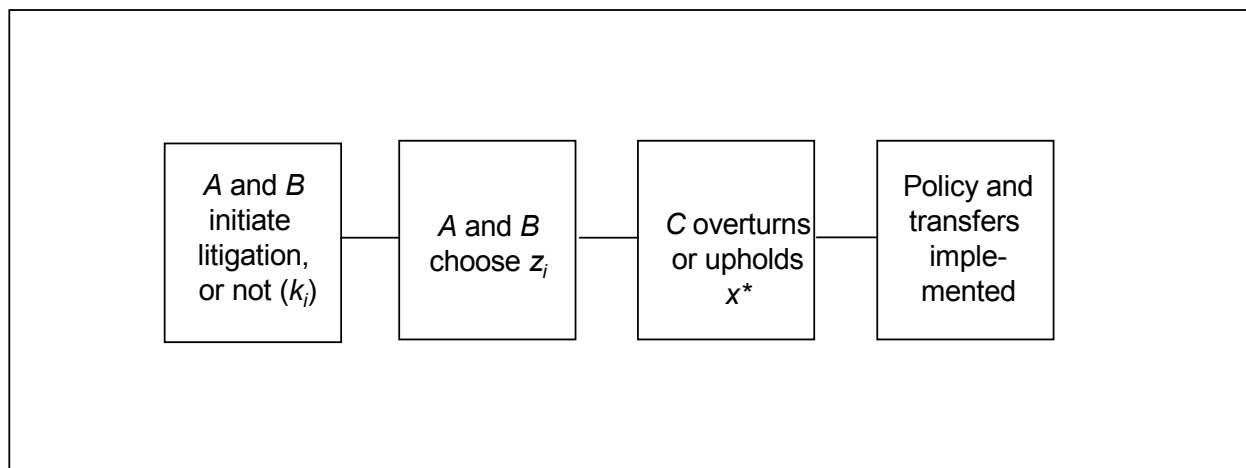 A and B
initiate
litigation,
or not (kᵢ)
A and B
choose zᵢ
C overturns
or upholds
x*
Policy and
transfers
imple-
mented